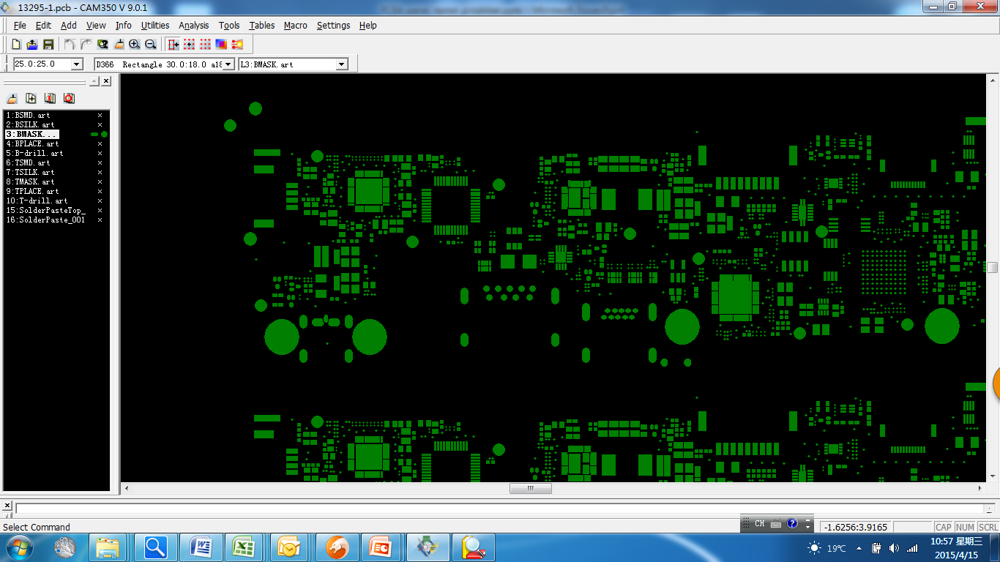 13295-1.pcb - CAM350 V 9.0.1
File Edit Add View Info Utilities Analysis Tools Tables Macro Settings Help
25.0:25.0 D366 Rectangle 30.0:18.0 a18 L3:BMASK.art
1:BSMD.art
2:BSILK.art
3:BMASK...
4:BPLACE.art
5:B-drill.art
6:TSMD.art
7:TSILK.art
8:TMASK.art
9:TPLACE.art
10:T-drill.art
15:SolderPasteTop_
16:SolderPaste_001
Select Command
CH
-1.6256:3.9165
CAP NUM SCRL
19℃
10:57 星期三
2015/4/15